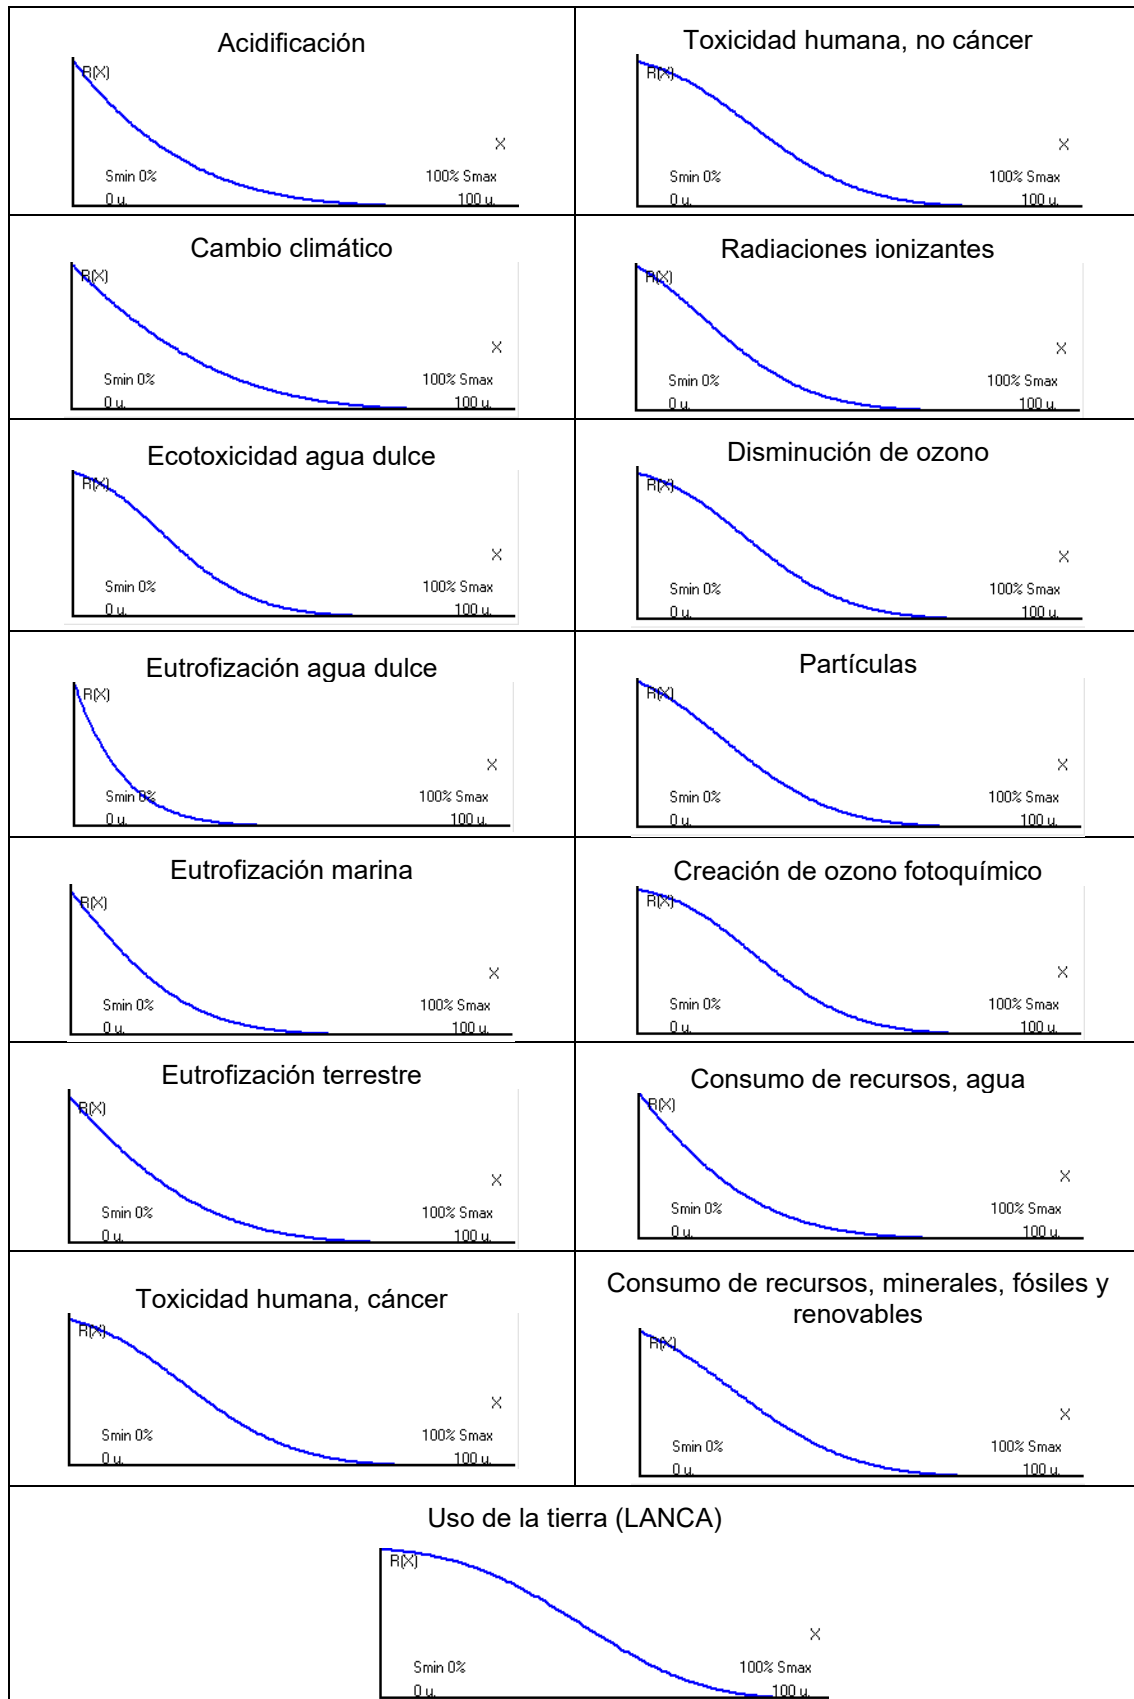 Acidificación
R(X)
X
Smin 0%
100% Smax
0 u.
100 u.
Toxicidad humana, no cáncer
R(X)
X
Smin 0%
100% Smax
0 u.
100 u.
Cambio climático
R(X)
X
Smin 0%
100% Smax
0 u.
100 u.
Radiaciones ionizantes
R(X)
X
Smin 0%
100% Smax
0 u.
100 u.
Ecotoxicidad agua dulce
R(X)
X
Smin 0%
100% Smax
0 u.
100 u.
Disminución de ozono
R(X)
X
Smin 0%
100% Smax
0 u.
100 u.
Eutrofización agua dulce
R(X)
X
Smin 0%
100% Smax
0 u.
100 u.
Partículas
R(X)
X
Smin 0%
100% Smax
0 u.
100 u.
Eutrofización marina
R(X)
X
Smin 0%
100% Smax
0 u.
100 u.
Creación de ozono fotoquímico
R(X)
X
Smin 0%
100% Smax
0 u.
100 u.
Eutrofización terrestre
R(X)
X
Smin 0%
100% Smax
0 u.
100 u.
Consumo de recursos, agua
R(X)
X
Smin 0%
100% Smax
0 u.
100 u.
Toxicidad humana, cáncer
R(X)
X
Smin 0%
100% Smax
0 u.
100 u.
Consumo de recursos, minerales, fósiles y
renovables
R(X)
X
Smin 0%
100% Smax
0 u.
100 u.
Uso de la tierra (LANCA)
R(X)
X
Smin 0%
100% Smax
0 u.
100 u.